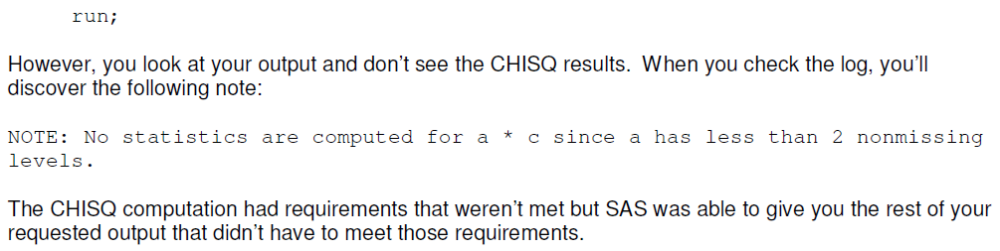 run;
However, you look at your output and don't see the CHISQ results.  When you check the log, you'll
discover the following note:
NOTE: No statistics are computed for a * c since a has less than 2 nonmissing
levels.
The CHISQ computation had requirements that weren't met but SAS was able to give you the rest of your
requested output that didn't have to meet those requirements.